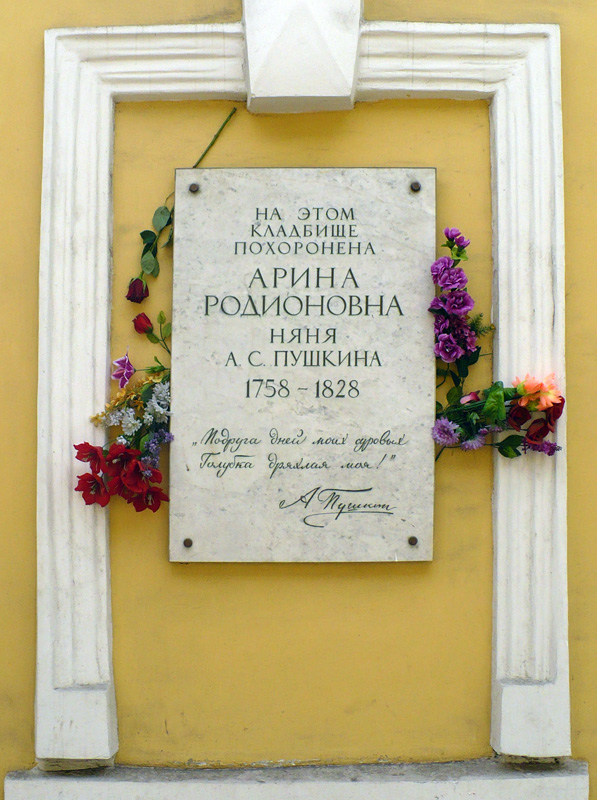 НА ЭТОМ
КЛАДБИЩЕ
ПОХОРОНЕНА
АРИНА
РОДИОНОВНА
НЯНЯ
А. С. ПУШКИНА
1758 – 1828
„Подруга дней моих суровых
Голубка дряхлая моя!"
А Пушкин